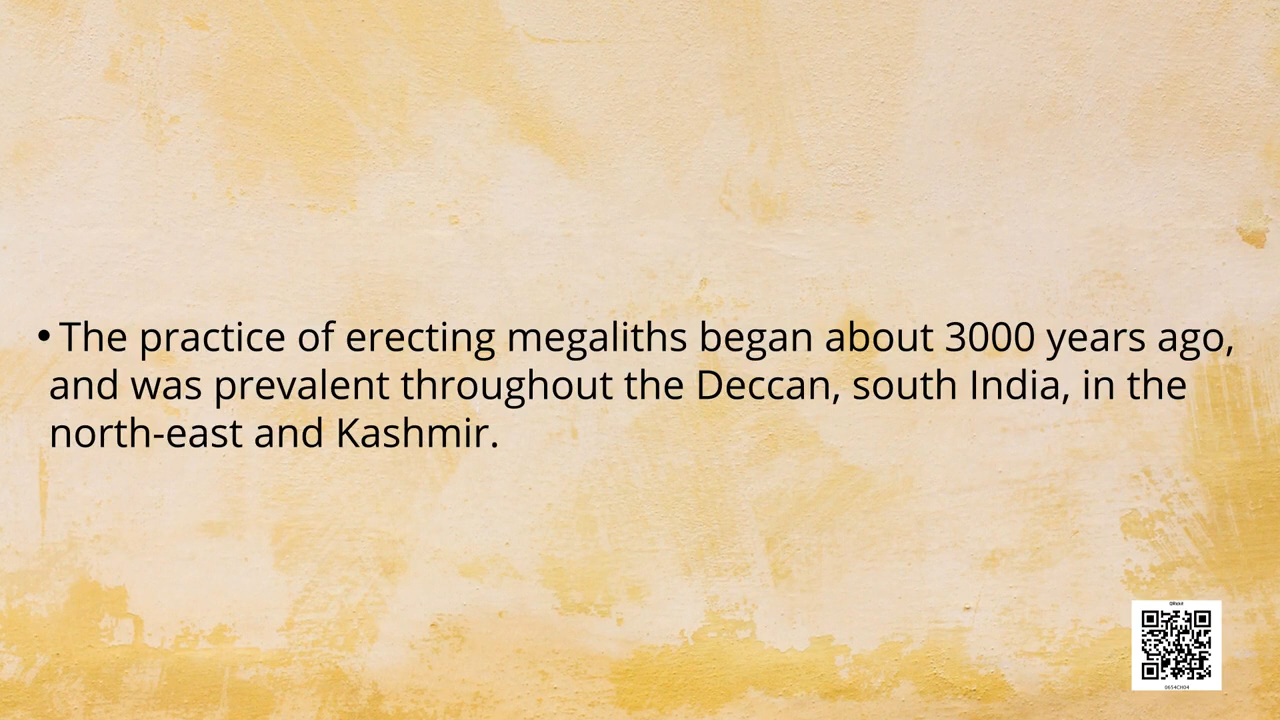 • The practice of erecting megaliths began about 3000 years ago,
and was prevalent throughout the Deccan, south India, in the
north-east and Kashmir.
0654CH04